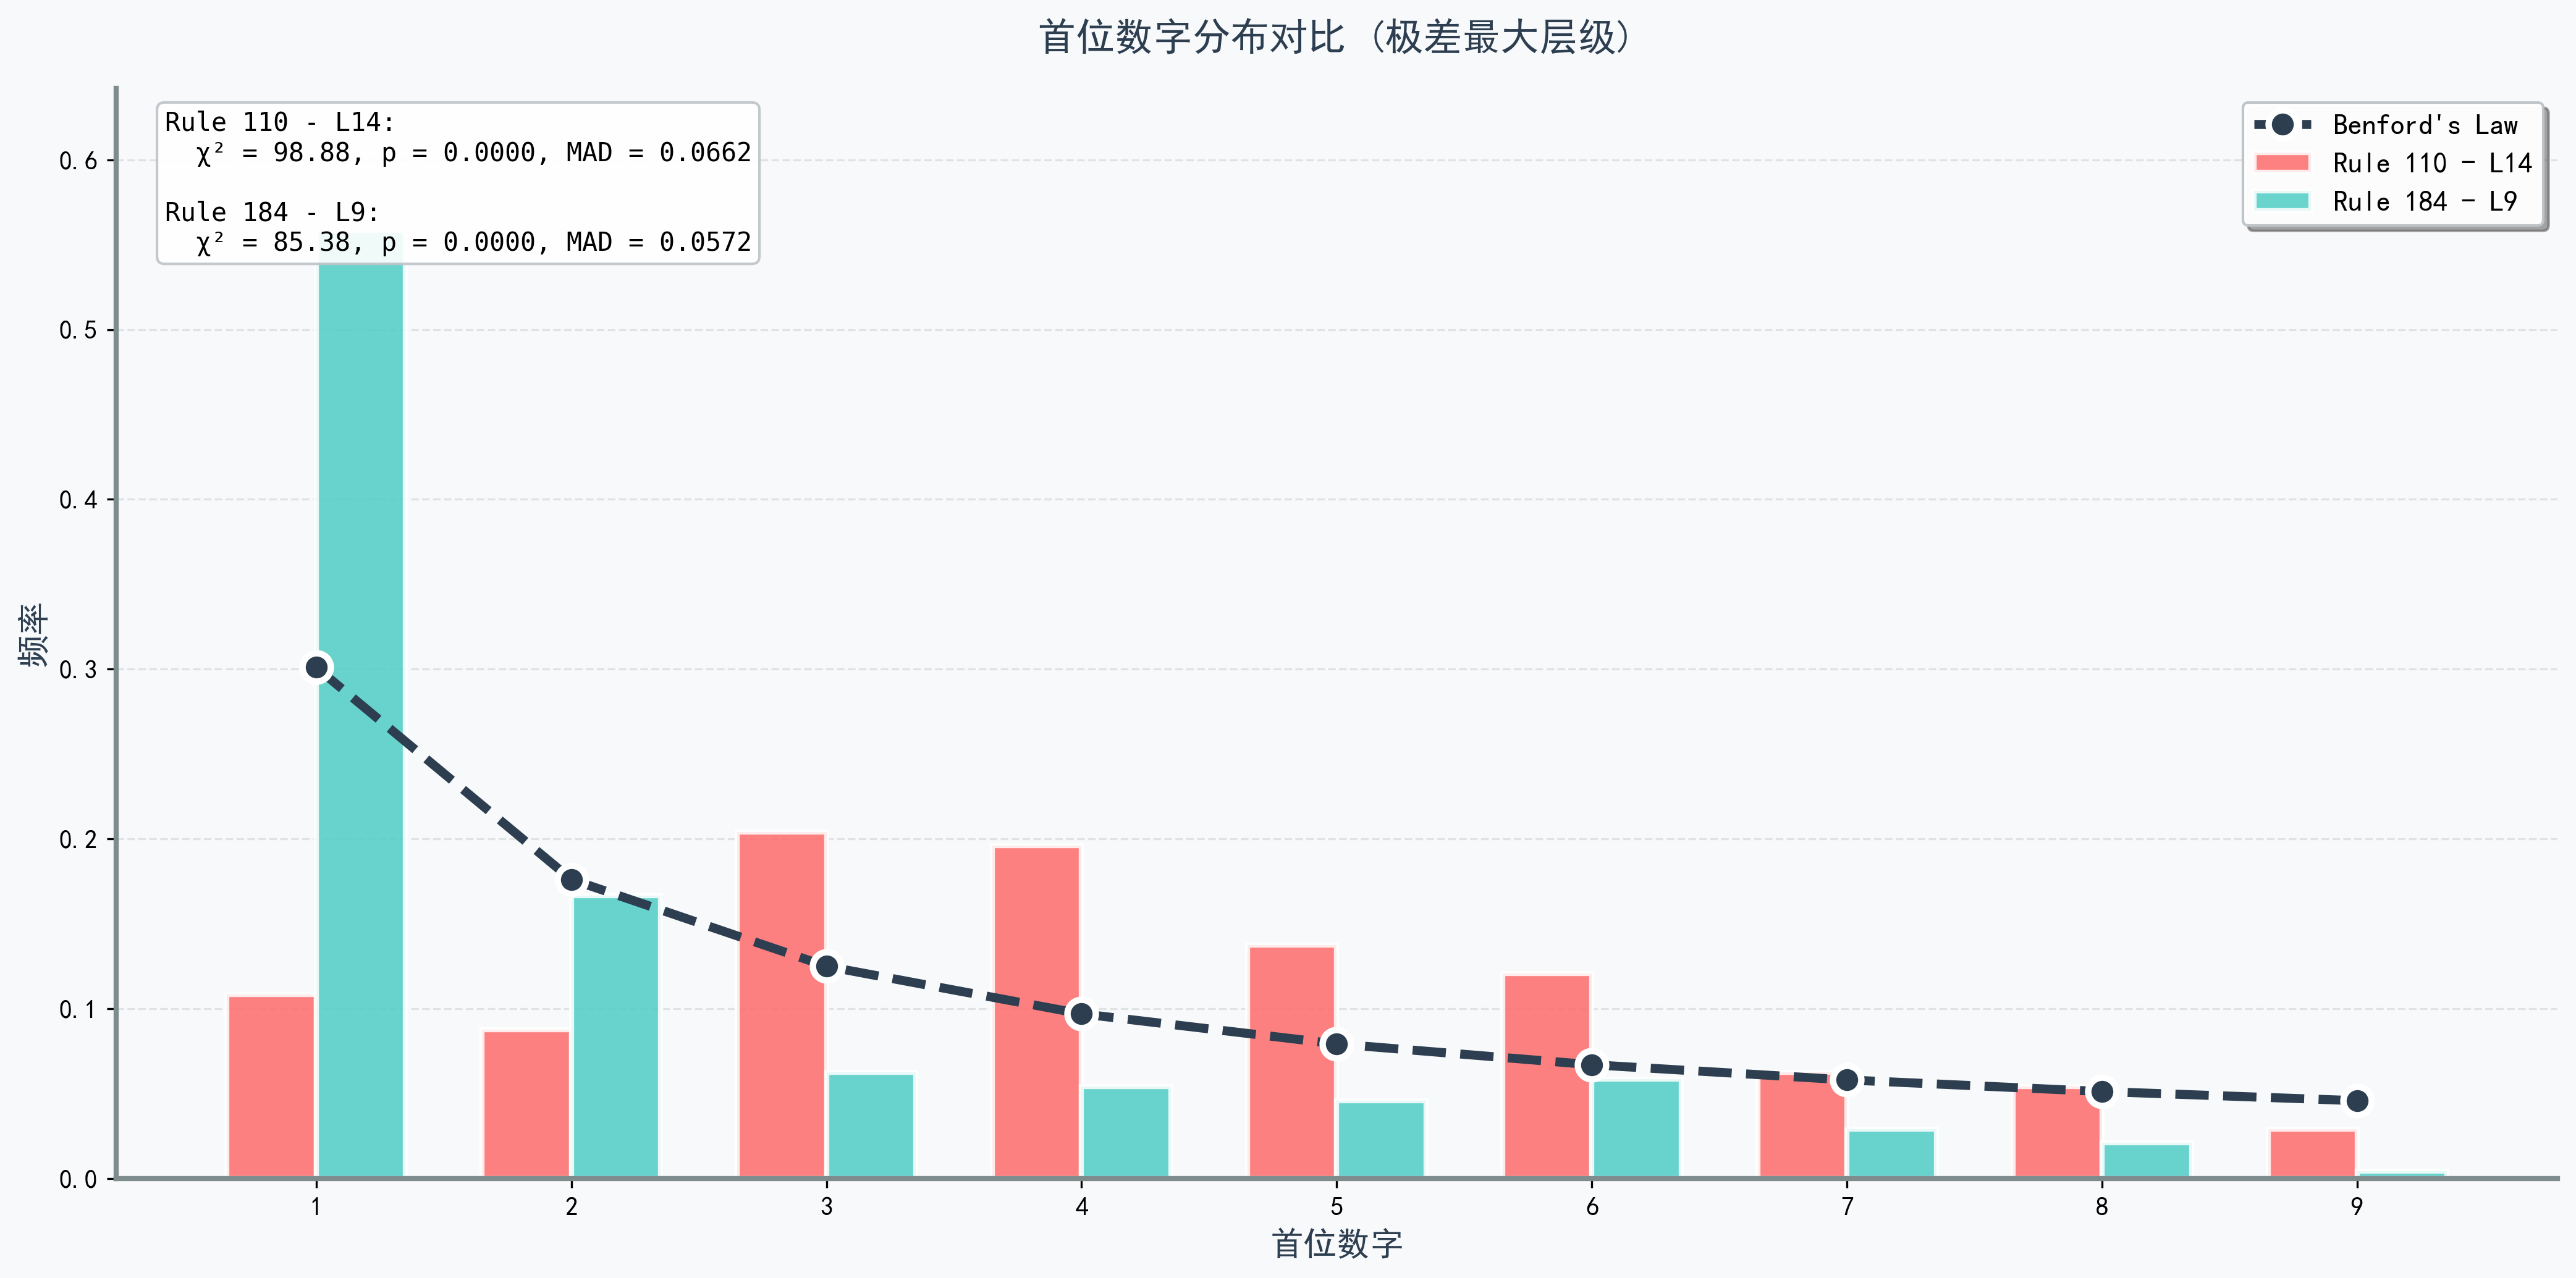 首位数字分布对比 (极差最大层级)
Rule 110 - L14:
χ² = 98.88, p = 0.0000, MAD = 0.0662
Rule 184 - L9:
χ² = 85.38, p = 0.0000, MAD = 0.0572
Benford's Law
Rule 110 - L14
Rule 184 - L9
频率
0.6
0.5
0.4
0.3
0.2
0.1
0.0
1 2 3 4 5 6 7 8 9
首位数字